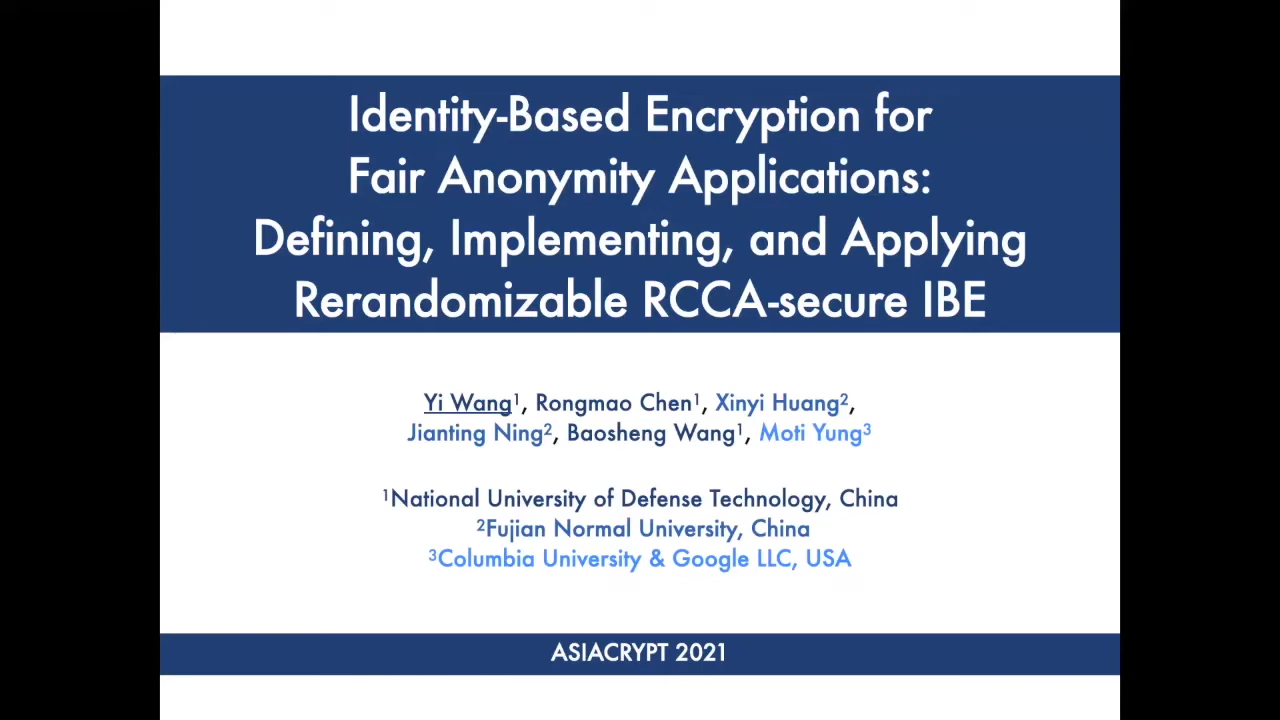 Identity-Based Encryption for
Fair Anonymity Applications:
Defining, Implementing, and Applying
Rerandomizable RCCA-secure IBE
Yi Wang¹, Rongmao Chen¹, Xinyi Huang²,
Jianting Ning², Baosheng Wang¹, Moti Yung³
¹National University of Defense Technology, China
²Fujian Normal University, China
³Columbia University & Google LLC, USA
ASIACRYPT 2021